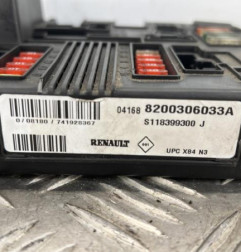 04168 8200306033A
S118399300 J
RENAULT
UPC X84 N3